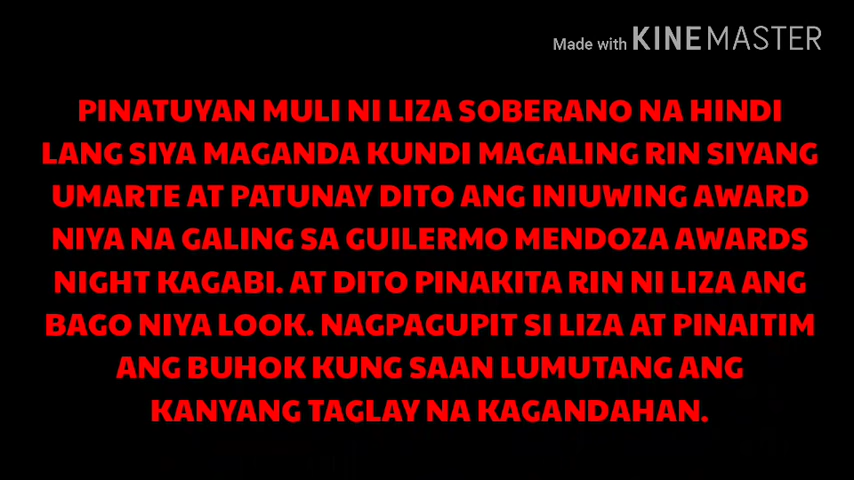 Made with KINEMASTER
PINATUYAN MULI NI LIZA SOBERANO NA HINDI
LANG SIYA MAGANDA KUNDI MAGALING RIN SIYANG
UMARTE AT PATUNAY DITO ANG INIUWING AWARD
NIYA NA GALING SA GUILERMO MENDOZA AWARDS
NIGHT KAGABI. AT DITO PINAKITA RIN NI LIZA ANG
BAGO NIYA LOOK. NAGPAGUPIT SI LIZA AT PINAITIM
ANG BUHOK KUNG SAAN LUMUTANG ANG
KANYANG TAGLAY NA KAGANDAHAN.